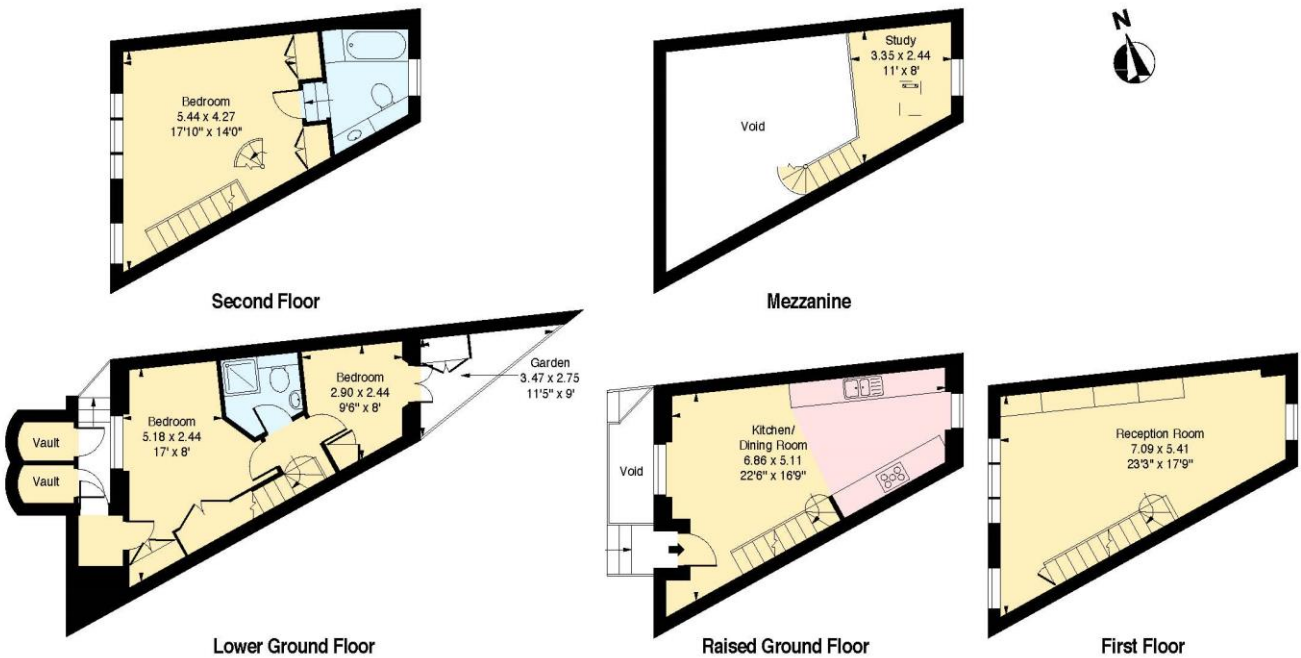 Bedroom
5.44 x 4.27
17'10" x 14'0"
Second Floor
Void
Study
3.35 x 2.44
11' x 8'
Mezzanine
N
Vault
Vault
Bedroom
5.18 x 2.44
17' x 8'
Bedroom
2.90 x 2.44
9'6" x 8'
Garden
3.47 x 2.75
11'5" x 9'
Lower Ground Floor
Void
Kitchen/
Dining Room
6.86 x 5.11
22'6" x 16'9"
Raised Ground Floor
Reception Room
7.09 x 5.41
23'3" x 17'9"
First Floor